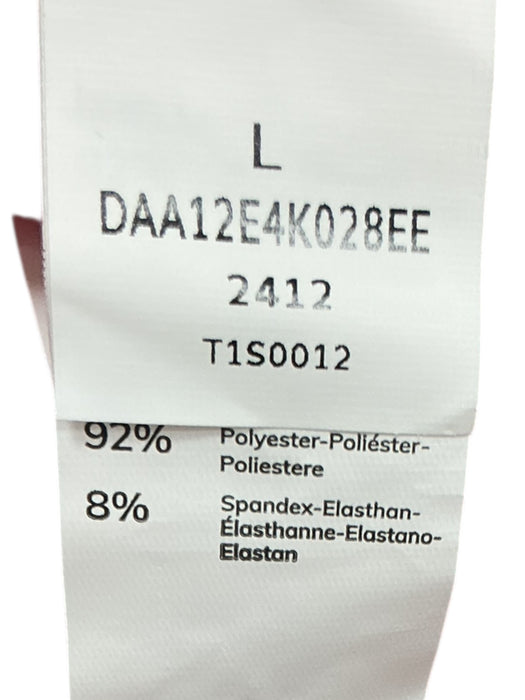 L
DAA12E4K028EE
2412
T1S0012
92% Polyester-Poliéster-
Poliestere
8% Spandex-Elasthan-
Élasthanne-Elastano-
Elastan